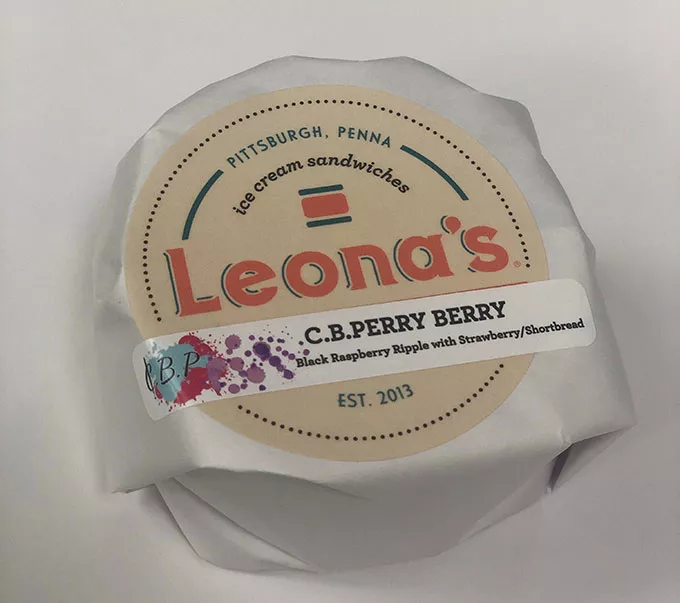 PITTSBURGH, PENNA
ice cream sandwiches
Leona's®
C.B.PERRY BERRY
Black Raspberry Ripple with Strawberry/Shortbread
C.B.P
EST. 2013